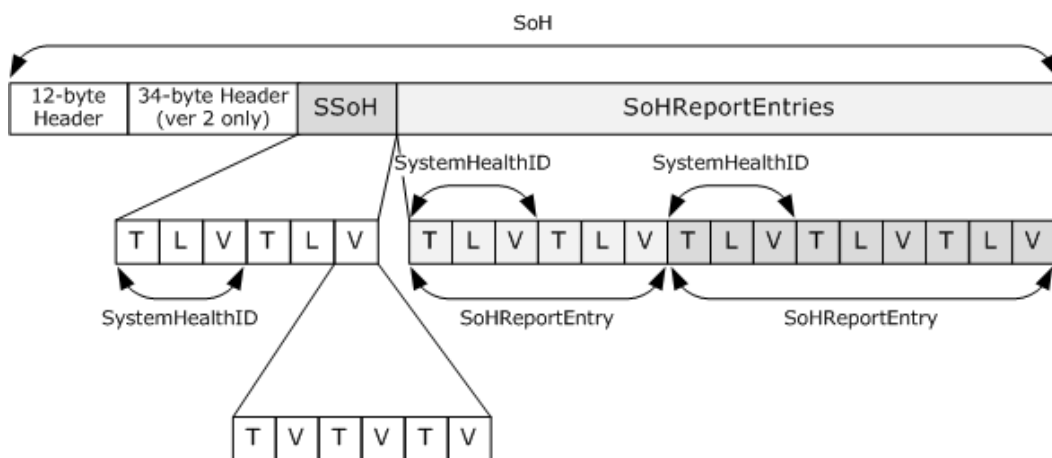 SoH
12-byte Header
34-byte Header (ver 2 only)
SSoH
SoHReportEntries
SystemHealthID
SystemHealthID
T L V T L V
T L V T L V T L V T L V T L V
SystemHealthID
SoHReportEntry
SoHReportEntry
T V T V T V